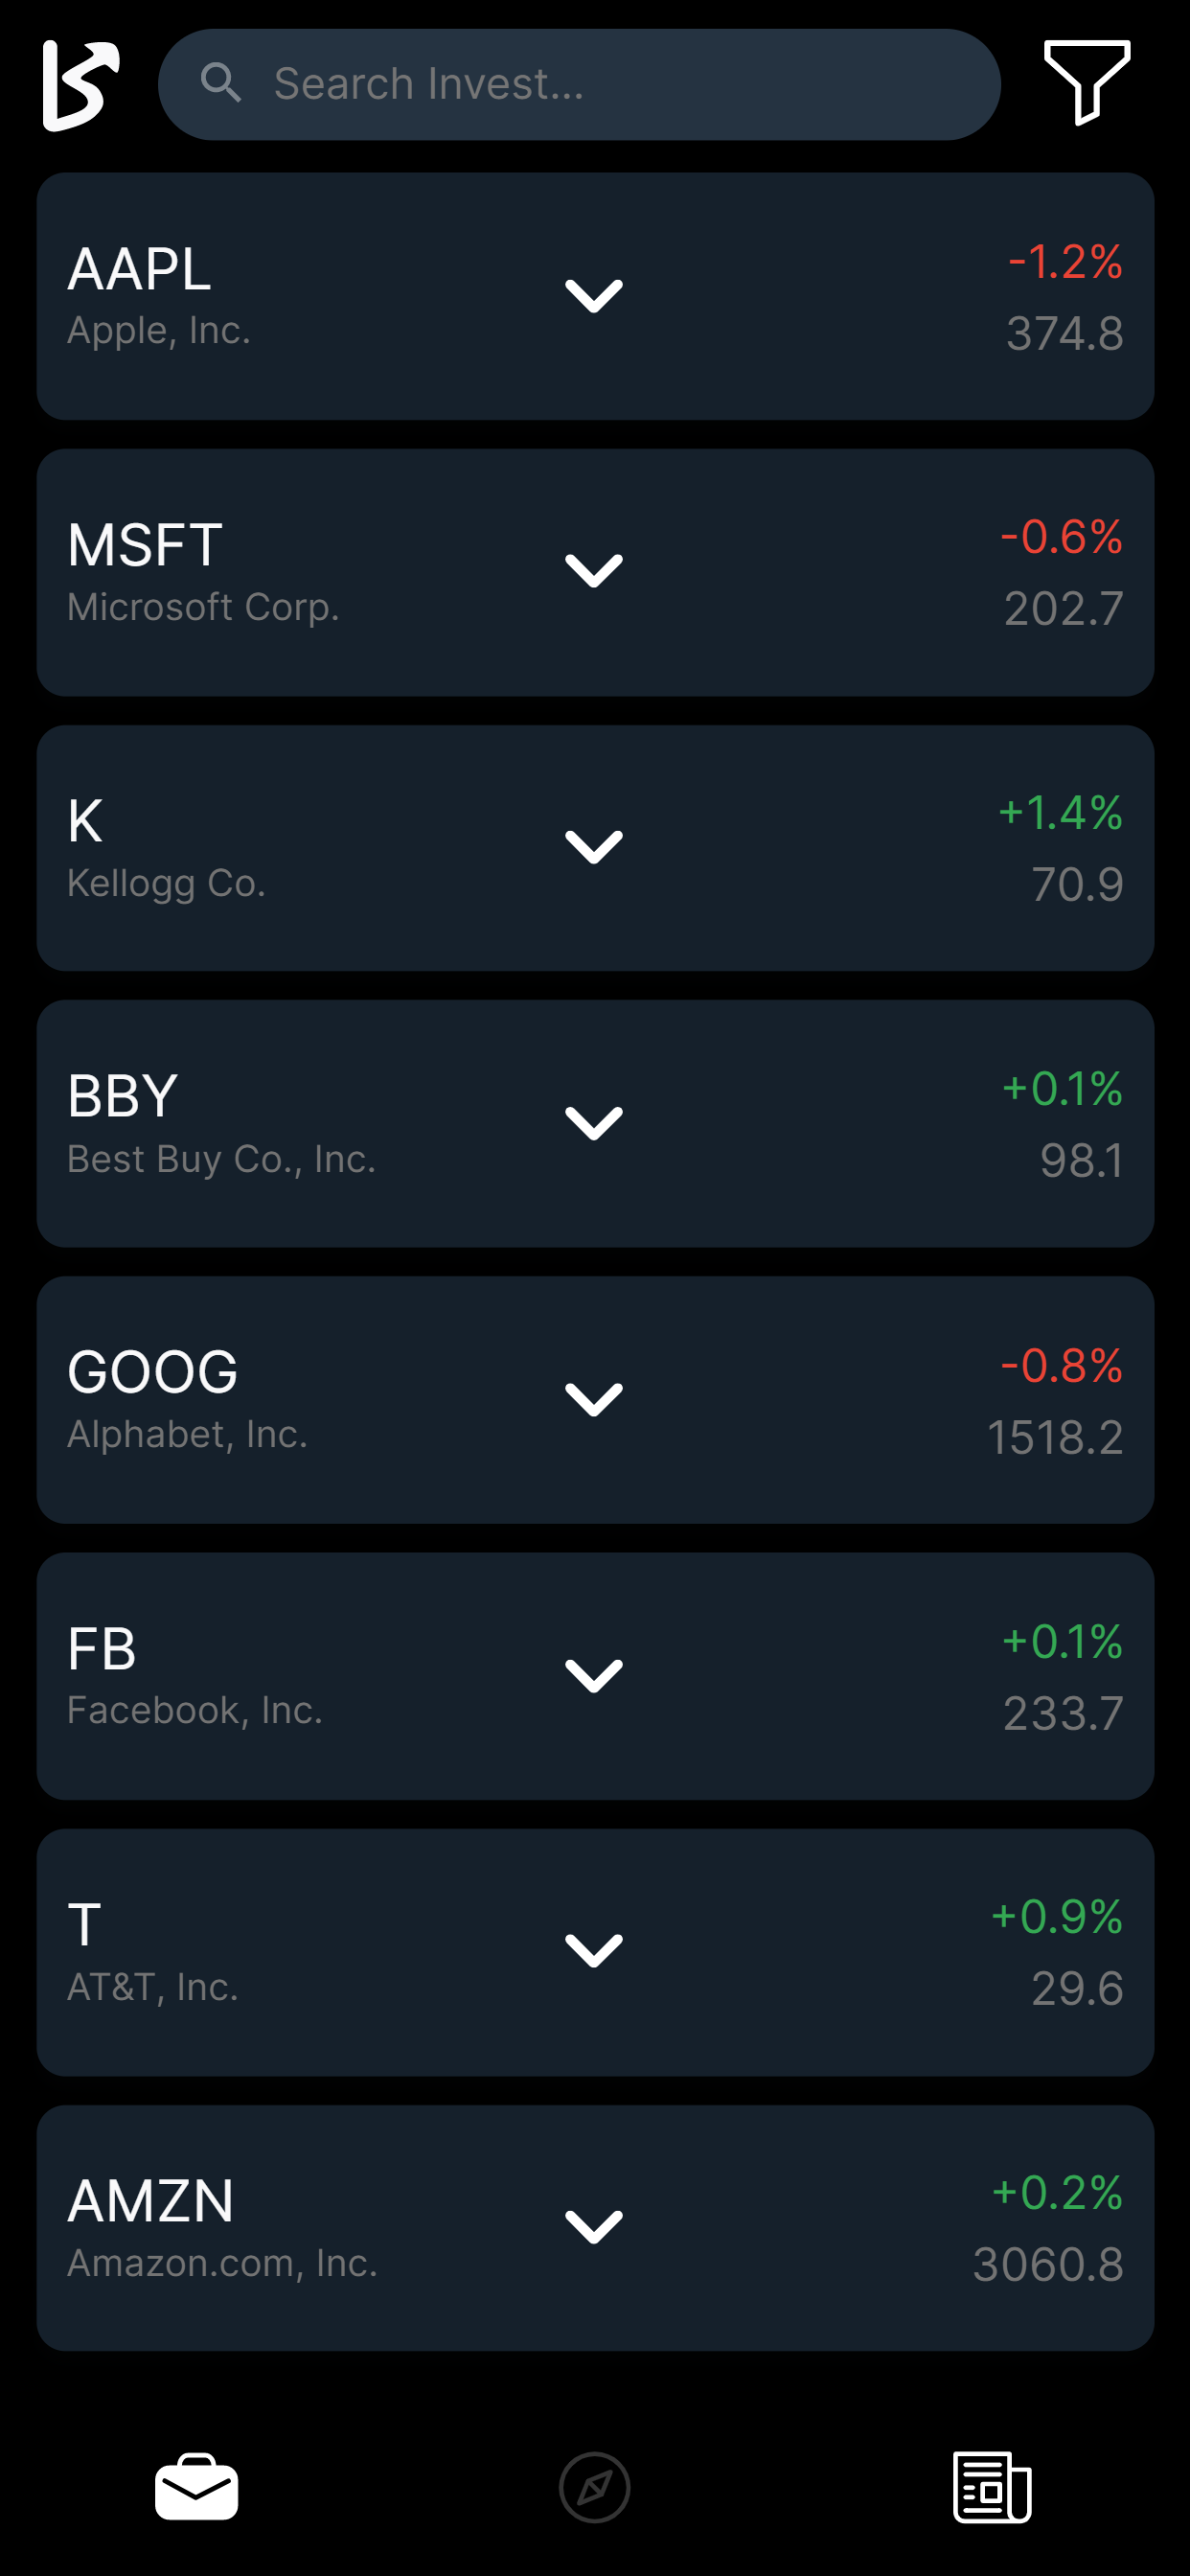 Search Invest...
AAPL
-1.2%
Apple, Inc.
374.8
MSFT
-0.6%
Microsoft Corp.
202.7
K
+1.4%
Kellogg Co.
70.9
BBY
+0.1%
Best Buy Co., Inc.
98.1
GOOG
-0.8%
Alphabet, Inc.
1518.2
FB
+0.1%
Facebook, Inc.
233.7
T
+0.9%
AT&T, Inc.
29.6
AMZN
+0.2%
Amazon.com, Inc.
3060.8